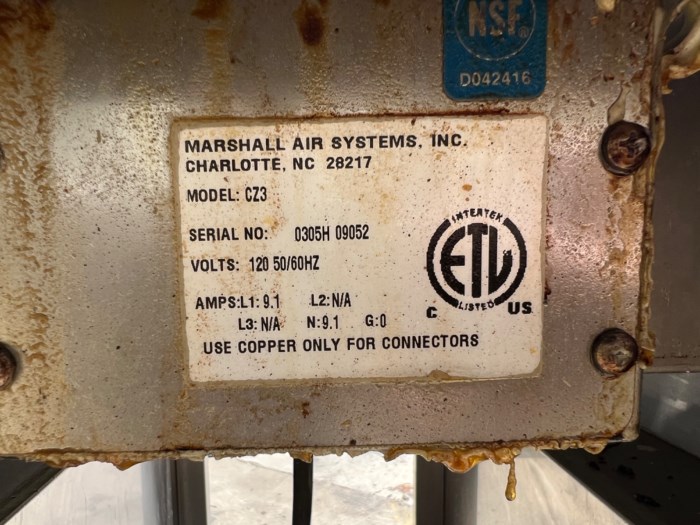 NSF®
D042416
MARSHALL AIR SYSTEMS, INC.
CHARLOTTE, NC 28217
MODEL: CZ3
SERIAL NO: 0305H 09052
VOLTS: 120 50/60HZ
AMPS:L1: 9.1 L2: N/A
L3: N/A N: 9.1 G: 0
USE COPPER ONLY FOR CONNECTORS
INTERTEK
ETL
LISTED
C US